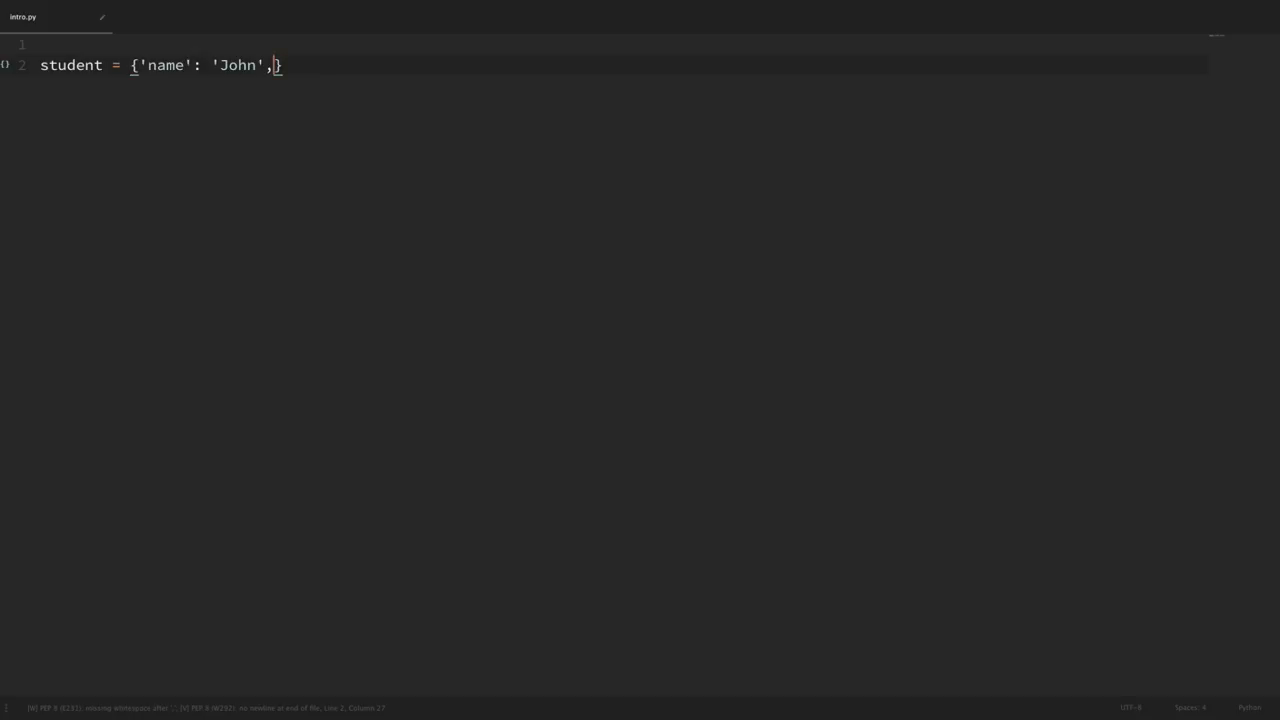 intro.py
1
{} 2 student = {'name': 'John',}
[W] PEP 8 (E231): missing whitespace after ',', [V] PEP 8 (W292): no newline at end of file, Line 2, Column 27
UTF-8 Spaces: 4 Python